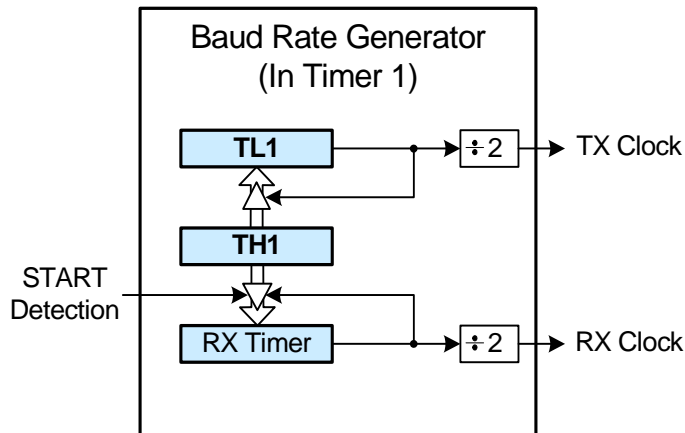 Baud Rate Generator
(In Timer 1)
TL1
÷2
TX Clock
TH1
START
Detection
RX Timer
÷2
RX Clock